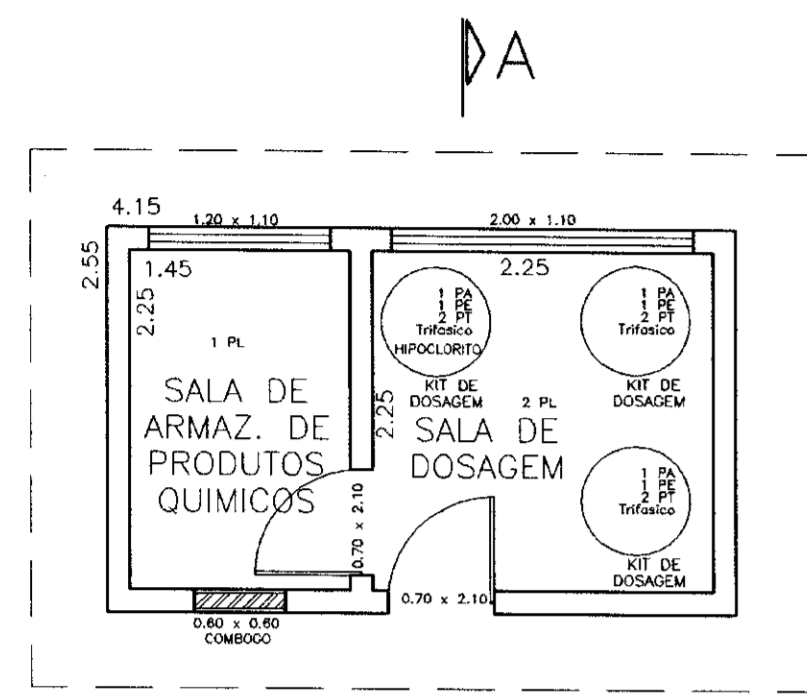 A
4.15
1.20 x 1.10
2.00 x 1.10
2.55
1.45
2.25
2.25
1 PL
SALA DE
ARMAZ. DE
PRODUTOS
QUIMICOS
1 PA
1 PE
2 PT
Trifasico
HIPOCLORITO
KIT DE
DOSAGEM
1 PA
1 PE
2 PT
Trifasico
KIT DE
DOSAGEM
2 PL
2.25
SALA DE
DOSAGEM
1 PA
1 PE
2 PT
Trifasico
KIT DE
DOSAGEM
0.70 x 2.10
0.70 x 2.10
0.60 x 0.60
COMBOGO